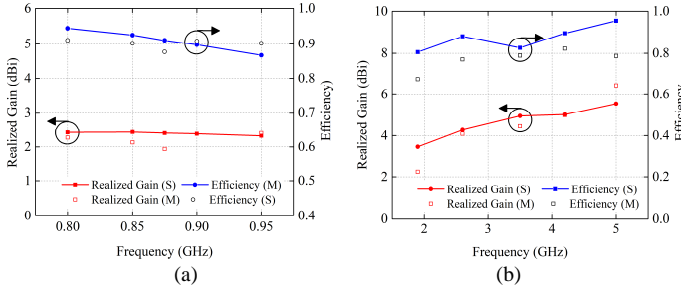 6
5
4
3
2
1
0
Realized Gain (dBi)
1.0
0.9
0.8
0.7
0.6
0.5
0.4
Efficiency)
Realized Gain (S)
Efficiency (M)
Realized Gain (M)
Efficiency (S)
0.80 0.85 0.90 0.95
Frequency (GHz)
(a)
10
8
6
4
2
0
Realized Gain (dBi)
1.0
0.8
0.6
0.4
0.2
0.0
Efficiency)
Realized Gain (S)
Efficiency (S)
Realized Gain (M)
Efficiency (M)
2 3 4 5
Frequency (GHz)
(b)